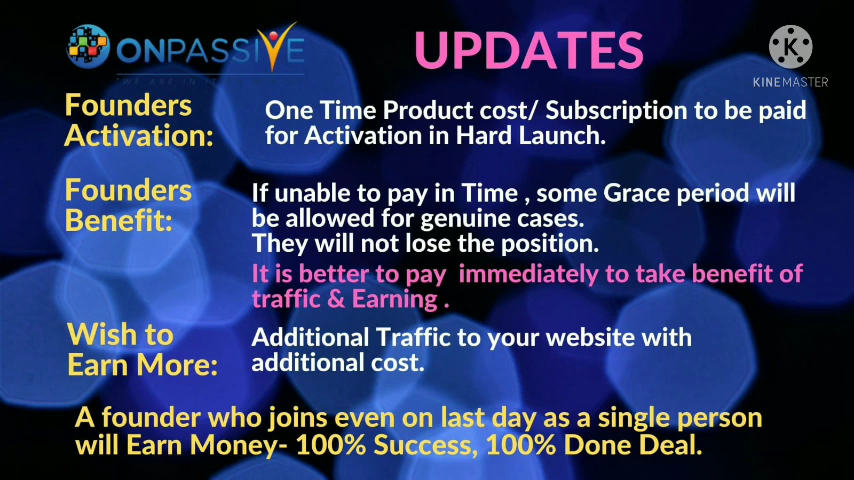 ONPASSIVE
UPDATES
K
KINEMASTER
Founders
Activation:
One Time Product cost/ Subscription to be paid
for Activation in Hard Launch.
Founders
Benefit:
If unable to pay in Time , some Grace period will
be allowed for genuine cases.
They will not lose the position.
It is better to pay immediately to take benefit of
traffic & Earning .
Wish to
Earn More:
Additional Traffic to your website with
additional cost.
A founder who joins even on last day as a single person
will Earn Money- 100% Success, 100% Done Deal.